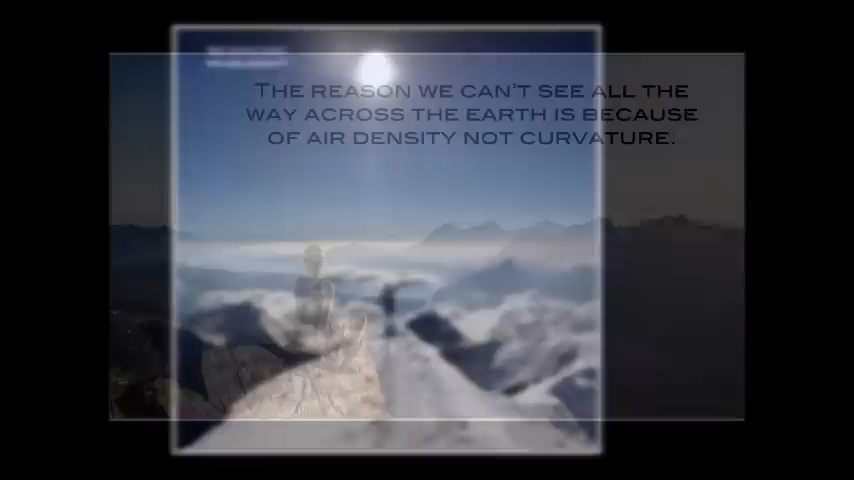 The reason we can't see all the
way across the earth is because
of air density not curvature.